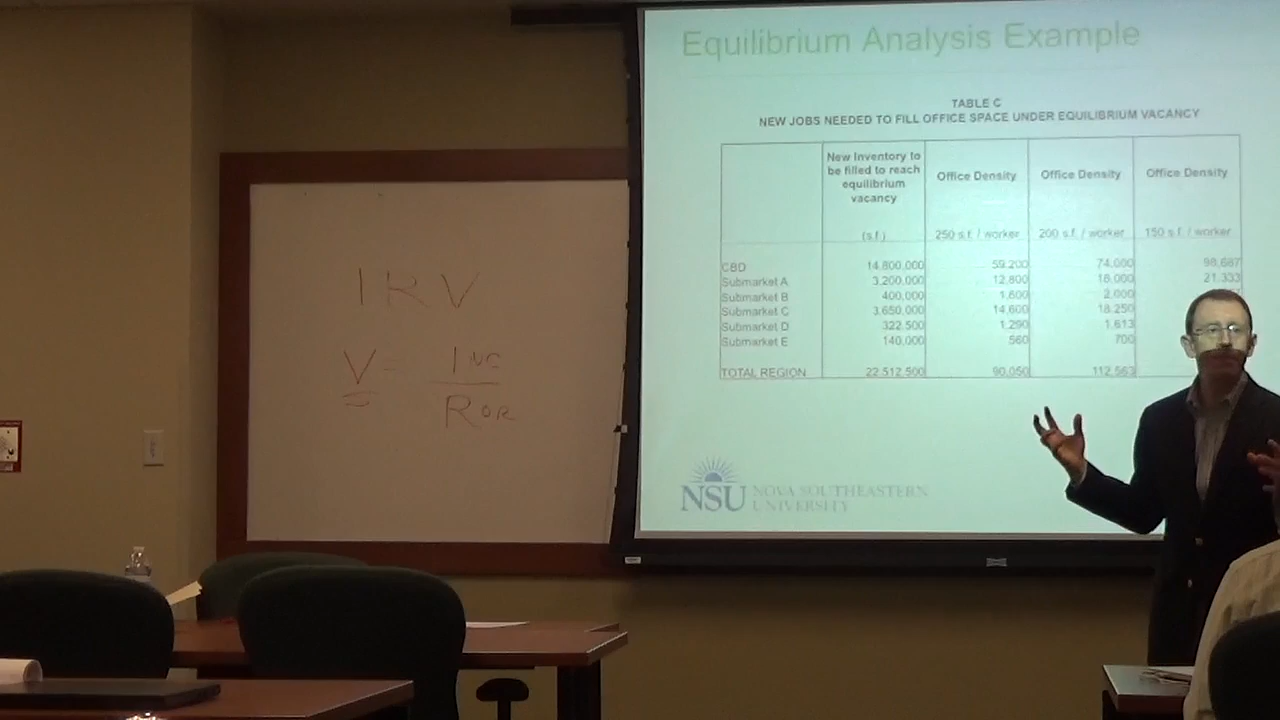 I R V
V = INC
ROR
Equilibrium Analysis Example
TABLE C
NEW JOBS NEEDED TO FILL OFFICE SPACE UNDER EQUILIBRIUM VACANCY
New Inventory to be filled to reach equilibrium vacancy (s.f.) Office Density 250 s.f. / worker Office Density 200 s.f. / worker Office Density 150 s.f. / worker
CBD 14,800,000 59,200 74,000 98,667
Submarket A 3,200,000 12,800 16,000 21,333
Submarket B 400,000 1,600 2,000
Submarket C 3,650,000 14,600 18,250
Submarket D 322,500 1,290 1,613
Submarket E 140,000 560 700
TOTAL REGION 22,512,500 90,050 112,563
NSU NOVA SOUTHEASTERN
UNIVERSITY